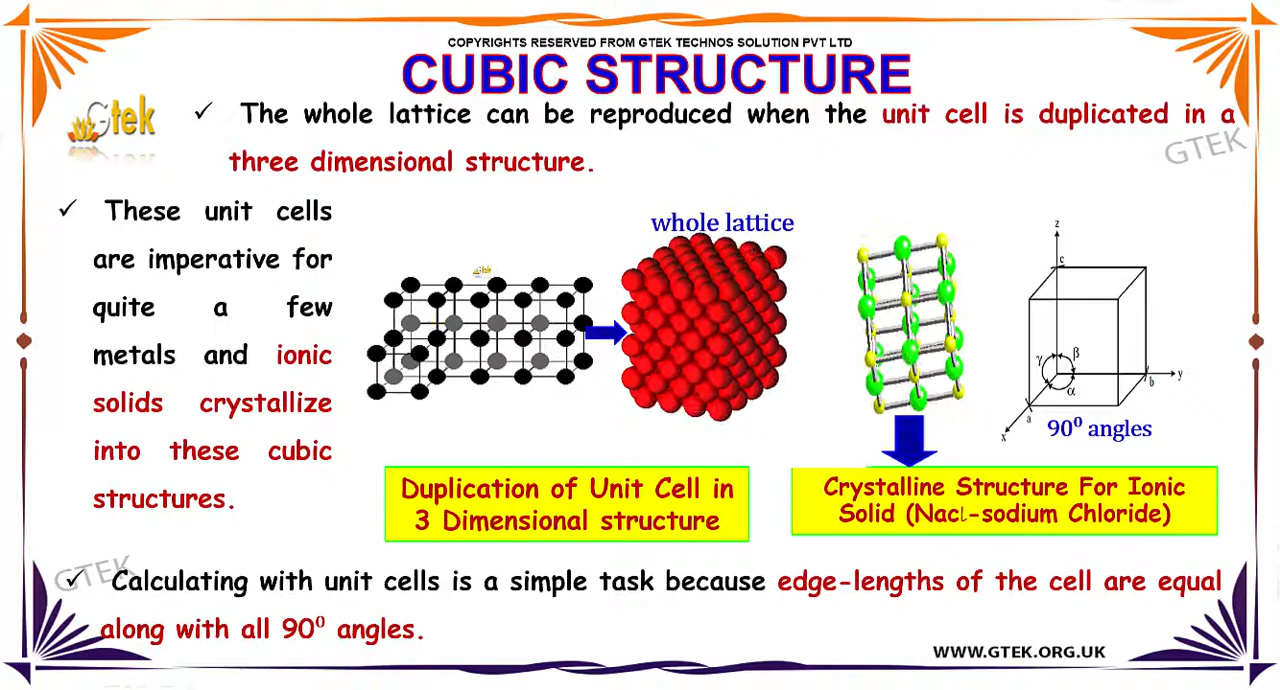 COPYRIGHTS RESERVED FROM GTEK TECHNOS SOLUTION PVT LTD
CUBIC STRUCTURE
Gtek
✓ The whole lattice can be reproduced when the unit cell is duplicated in a
three dimensional structure.
GTEK
✓ These unit cells
are imperative for
quite a few
metals and ionic
solids crystallize
into these cubic
structures.
Gtek
whole lattice
z
c
γ
β
α
y
b
a
x
90⁰ angles
Duplication of Unit Cell in
3 Dimensional structure
Crystalline Structure For Ionic
Solid (Nacl-sodium Chloride)
GTEK
✓ Calculating with unit cells is a simple task because edge-lengths of the cell are equal
along with all 90⁰ angles.
WWW.GTEK.ORG.UK